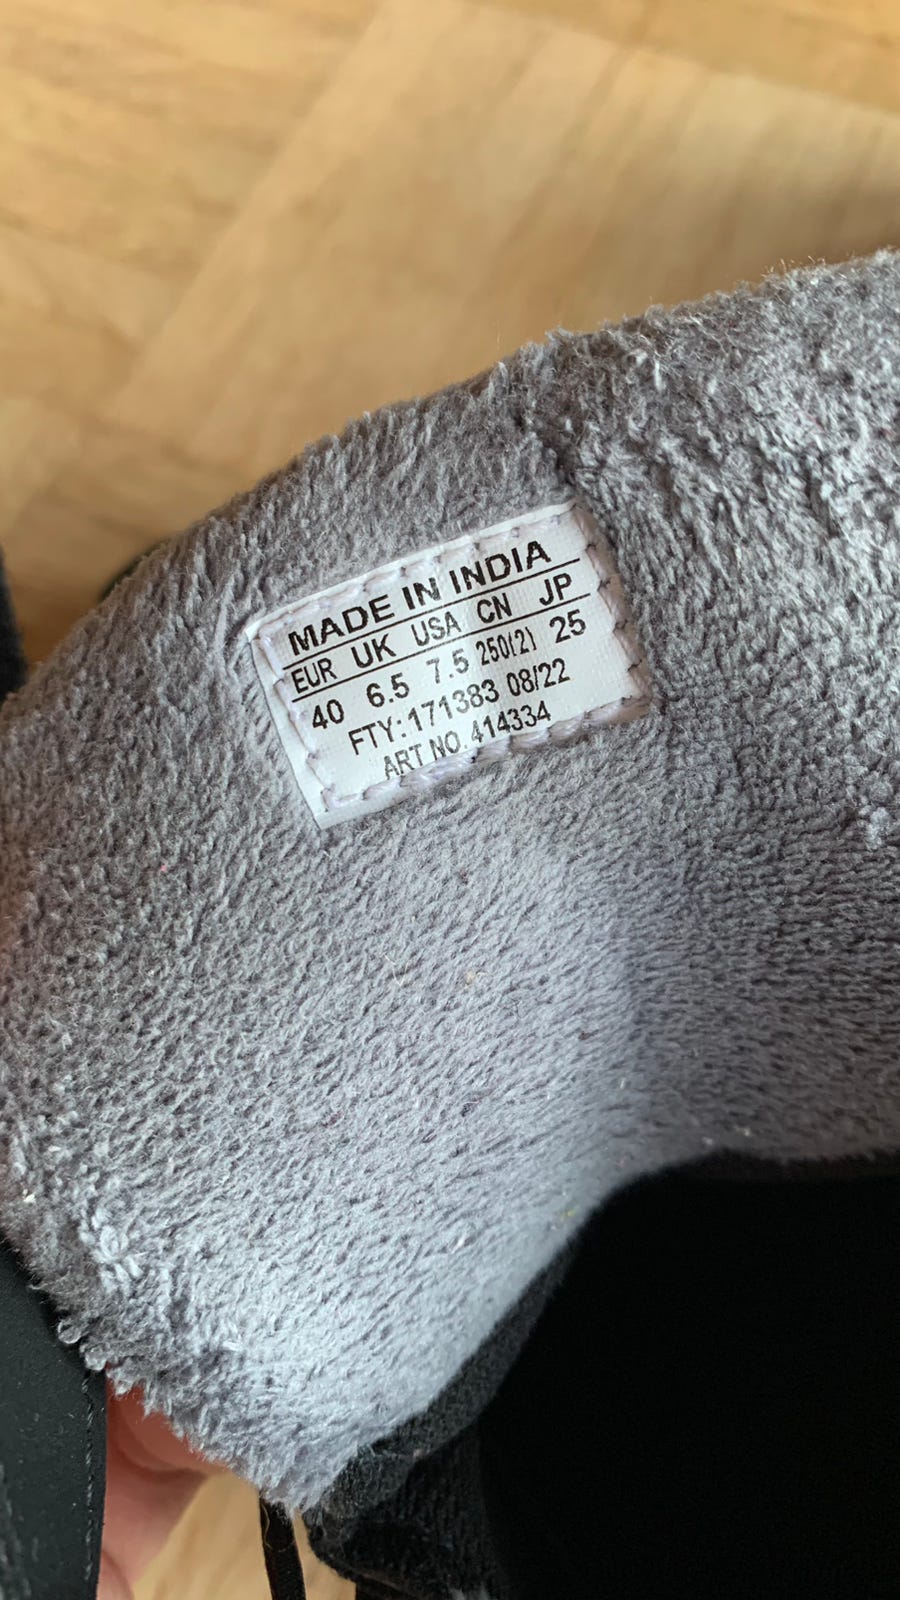 MADE IN INDIA
EUR UK USA CN JP
40 6.5 7.5 250(2) 25
FTY: 171383 08/22
ART NO. 414334